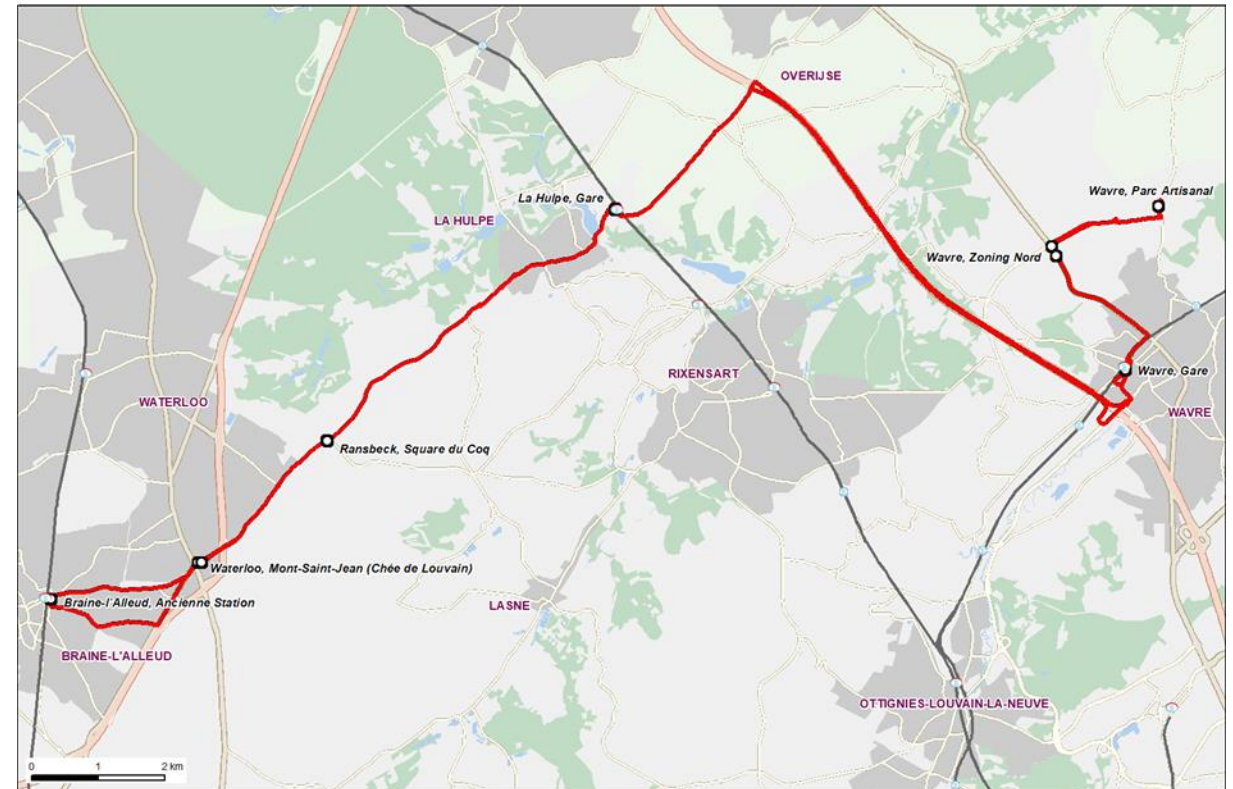 OVERIJSE
Wavre, Parc Artisanal
La Hulpe, Gare
LA HULPE
Wavre, Zoning Nord
RIXENSART
Wavre, Gare
WATERLOO
WAVRE
Ransbeck, Square du Coq
Waterloo, Mont-Saint-Jean (Chée de Louvain)
Braine-l'Alleud, Ancienne Station
LASNE
BRAINE-L'ALLEUD
OTTIGNIES-LOUVAIN-LA-NEUVE
0 1 2 km